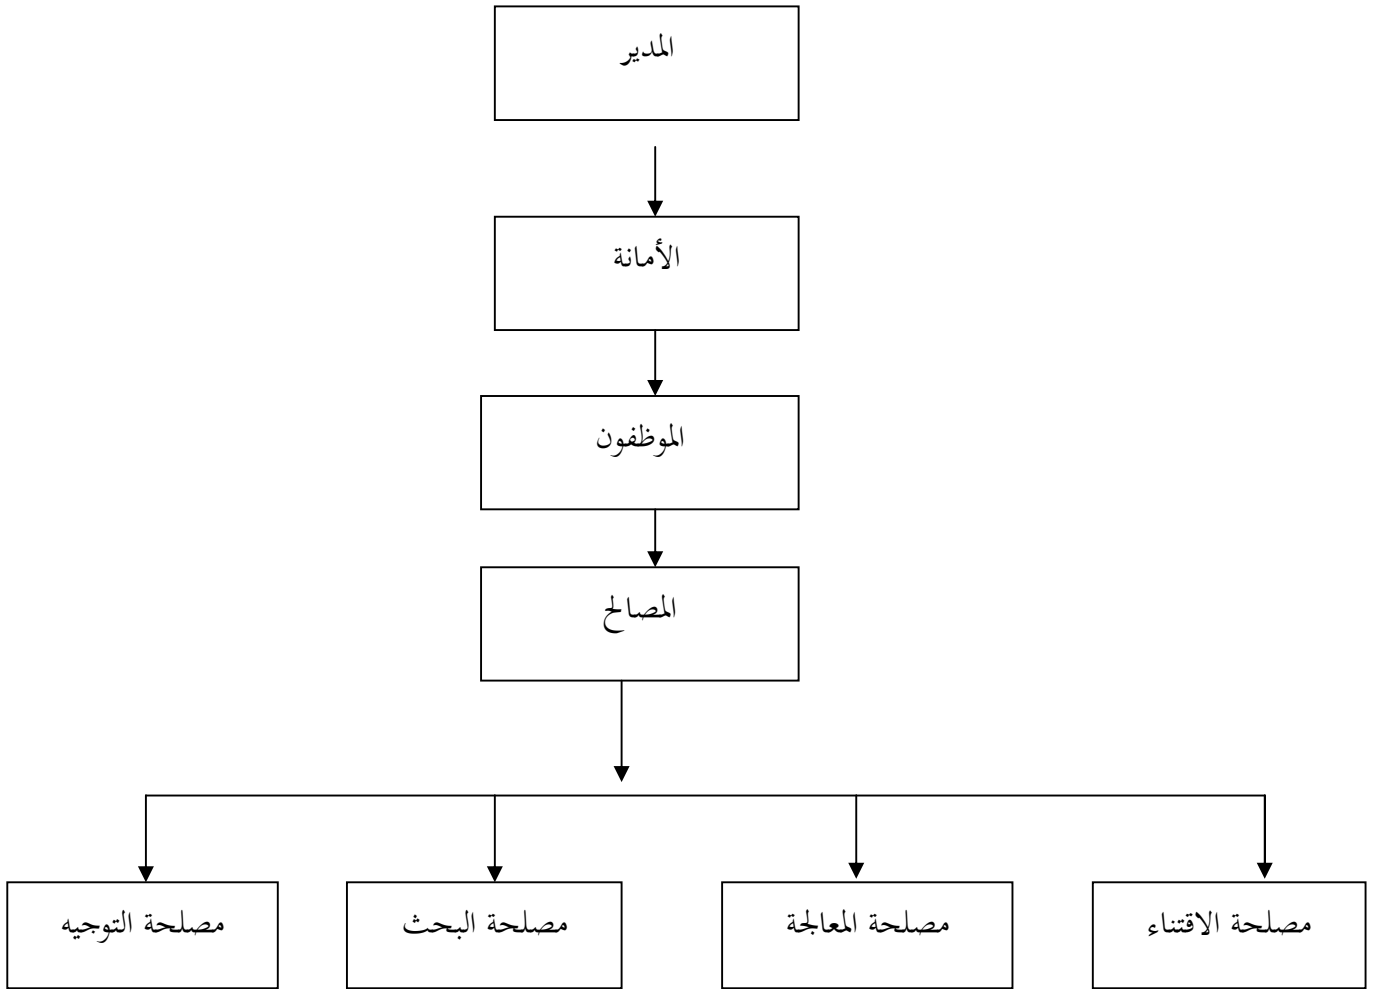 المدير
الأمانة
الموظفون
المصالح
مصلحة الاقتناء
مصلحة المعالجة
مصلحة البحث
مصلحة التوجيه